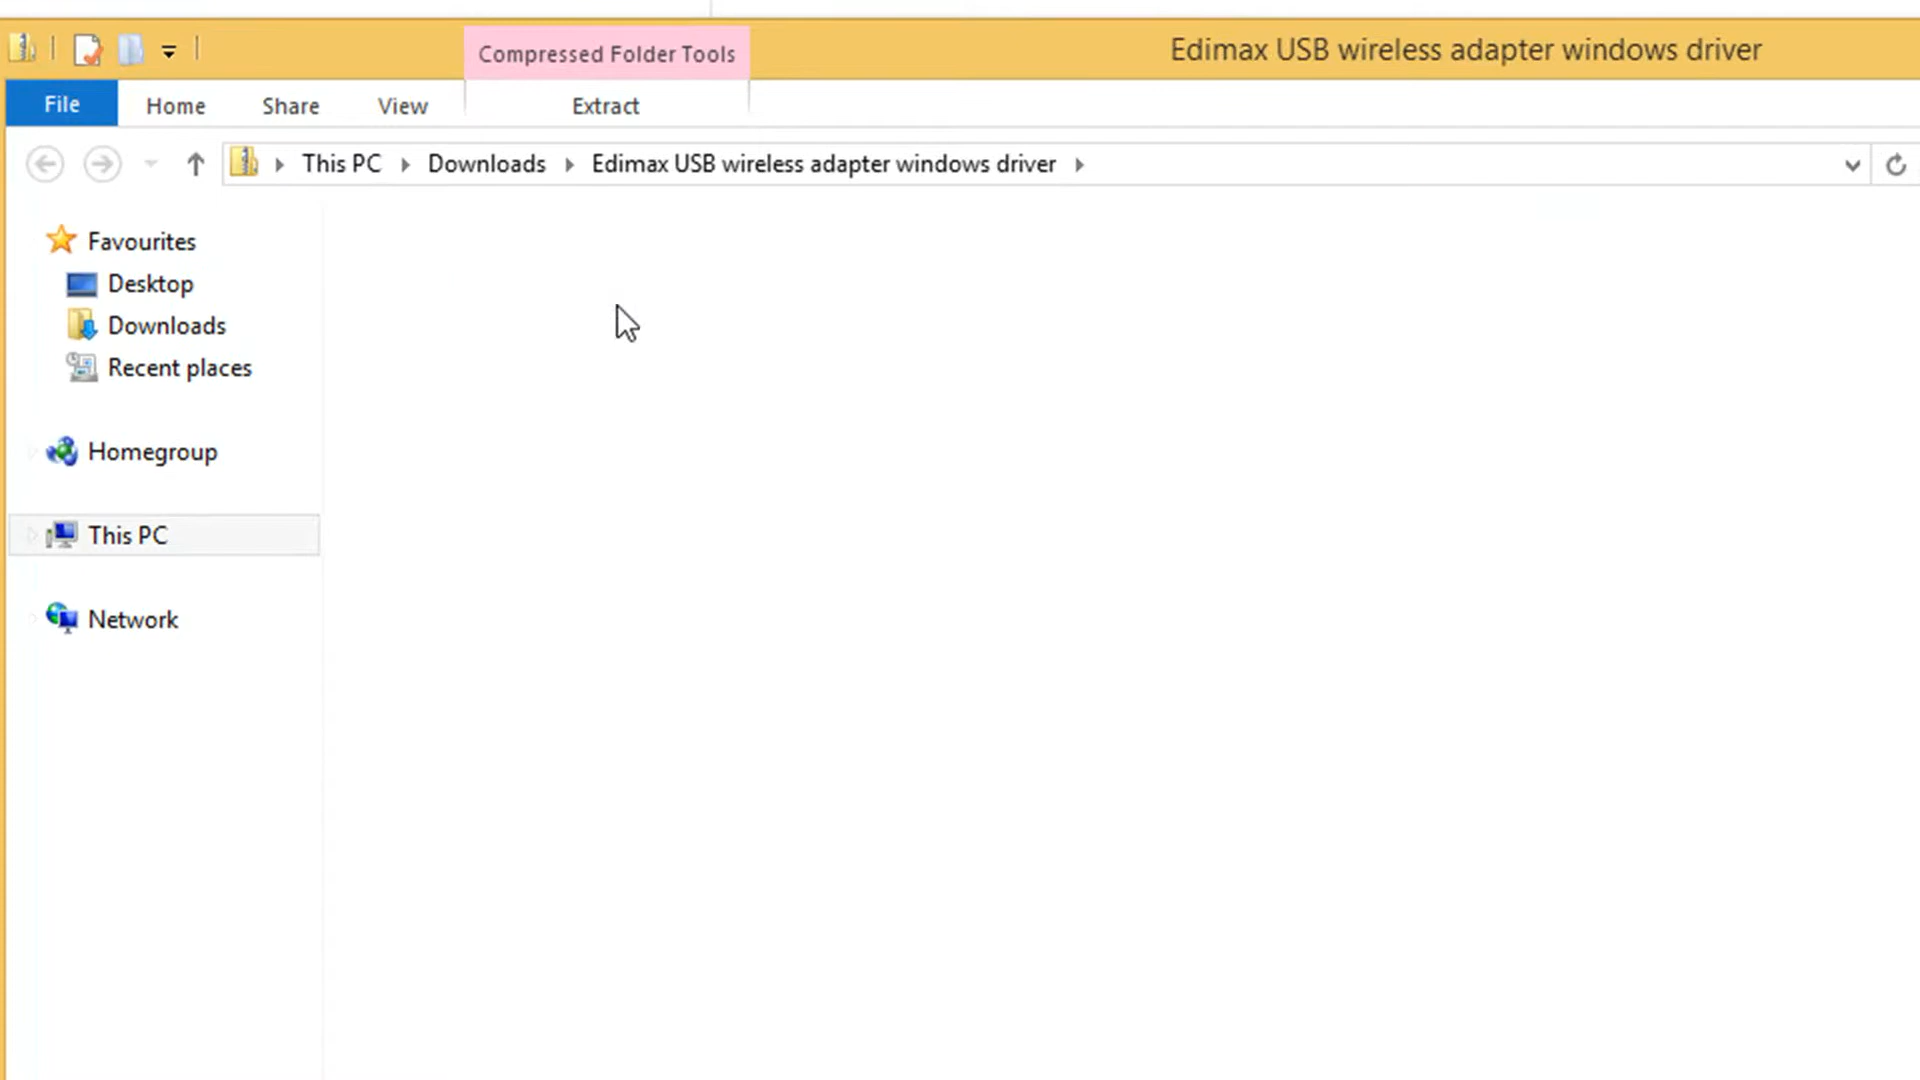 Compressed Folder Tools
Edimax USB wireless adapter windows driver
File Home Share View Extract
This PC Downloads Edimax USB wireless adapter windows driver
Favourites
Desktop
Downloads
Recent places
Homegroup
This PC
Network